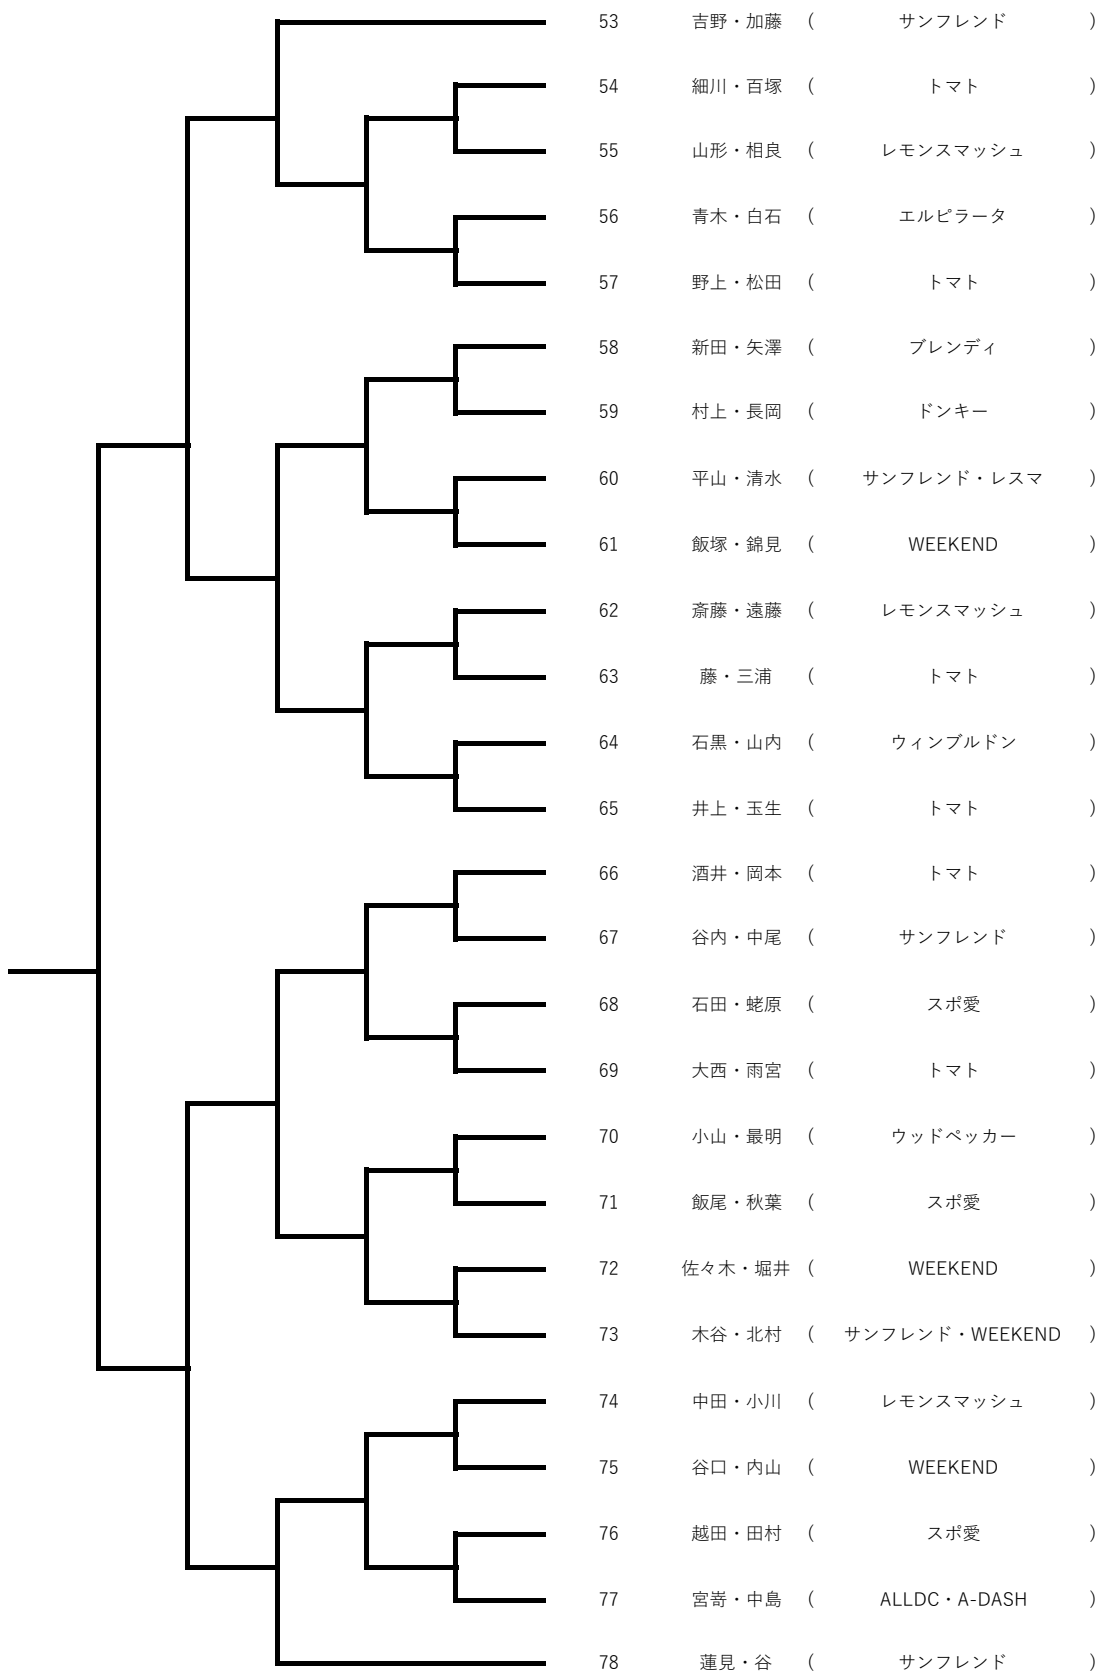 53 吉野・加藤 ( サンフレンド )
54 細川・百塚 ( トマト )
55 山形・相良 ( レモンスマッシュ )
56 青木・白石 ( エルピラータ )
57 野上・松田 ( トマト )
58 新田・矢澤 ( ブレンディ )
59 村上・長岡 ( ドンキー )
60 平山・清水 ( サンフレンド・レスマ )
61 飯塚・錦見 ( WEEKEND )
62 斎藤・遠藤 ( レモンスマッシュ )
63 藤・三浦 ( トマト )
64 石黒・山内 ( ウィンブルドン )
65 井上・玉生 ( トマト )
66 酒井・岡本 ( トマト )
67 谷内・中尾 ( サンフレンド )
68 石田・蛯原 ( スポ愛 )
69 大西・雨宮 ( トマト )
70 小山・最明 ( ウッドペッカー )
71 飯尾・秋葉 ( スポ愛 )
72 佐々木・堀井 ( WEEKEND )
73 木谷・北村 ( サンフレンド・WEEKEND )
74 中田・小川 ( レモンスマッシュ )
75 谷口・内山 ( WEEKEND )
76 越田・田村 ( スポ愛 )
77 宮嵜・中島 ( ALLDC・A-DASH )
78 蓮見・谷 ( サンフレンド )